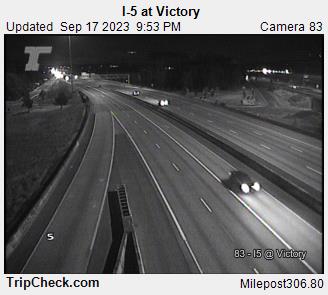 I-5 at Victory
Updated Sep 17 2023 9:53 PM Camera 83
T
S
83 - I5 @ Victory
TripCheck.com Milepost306.80